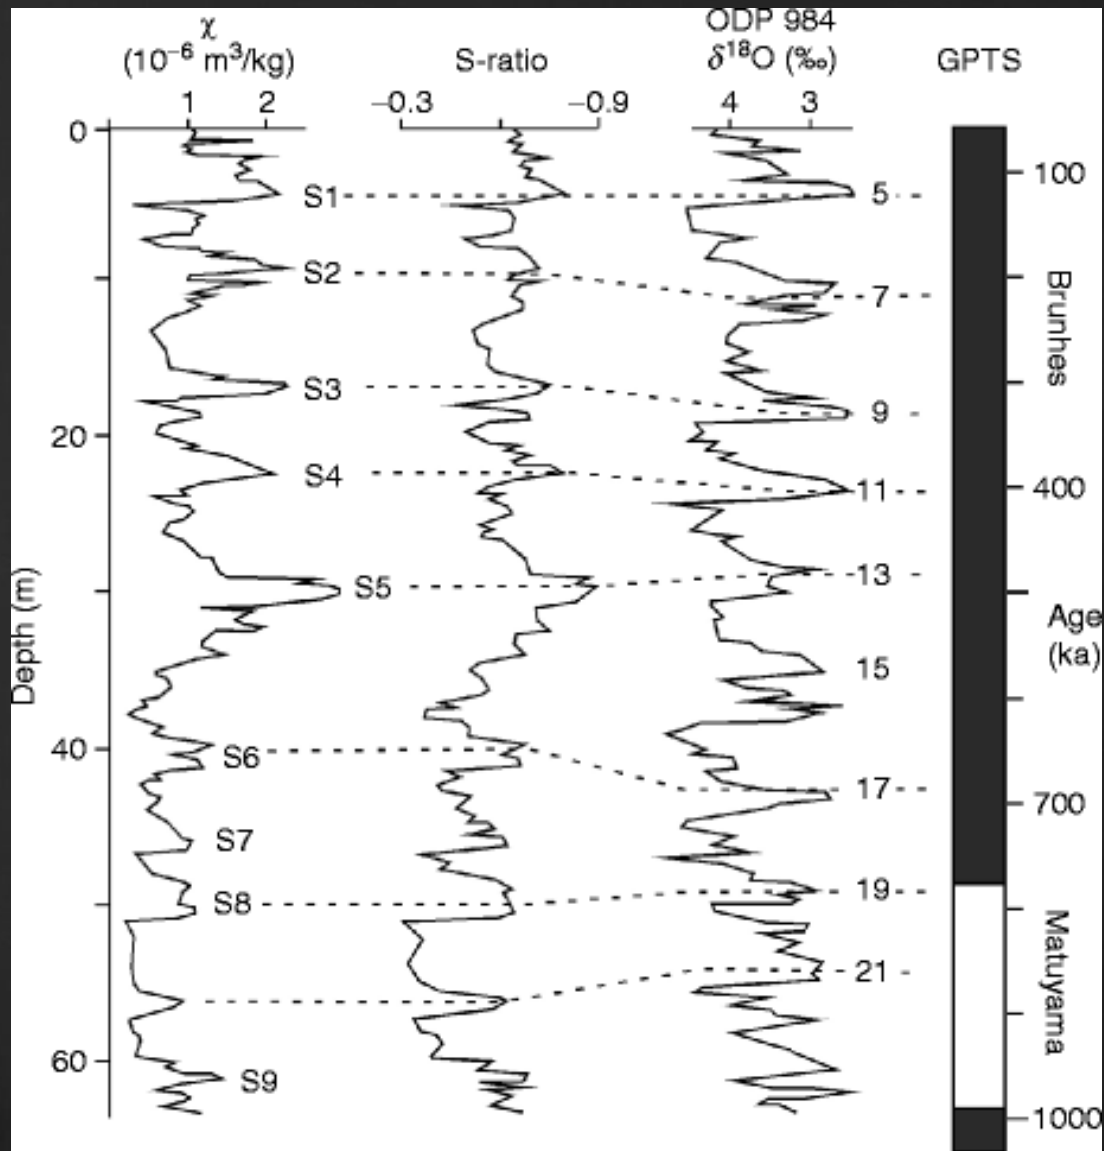 χ
(10⁻⁶ m³/kg)
1 2
S-ratio
−0.3 −0.9
ODP 984
δ¹⁸O (‰)
4 3
GPTS
0
20
40
60
Depth (m)
S1
S2
S3
S4
S5
S6
S7
S8
S9
5
7
9
11
13
15
17
19
21
100
400
700
1000
Brunhes
Age
(ka)
Matuyama